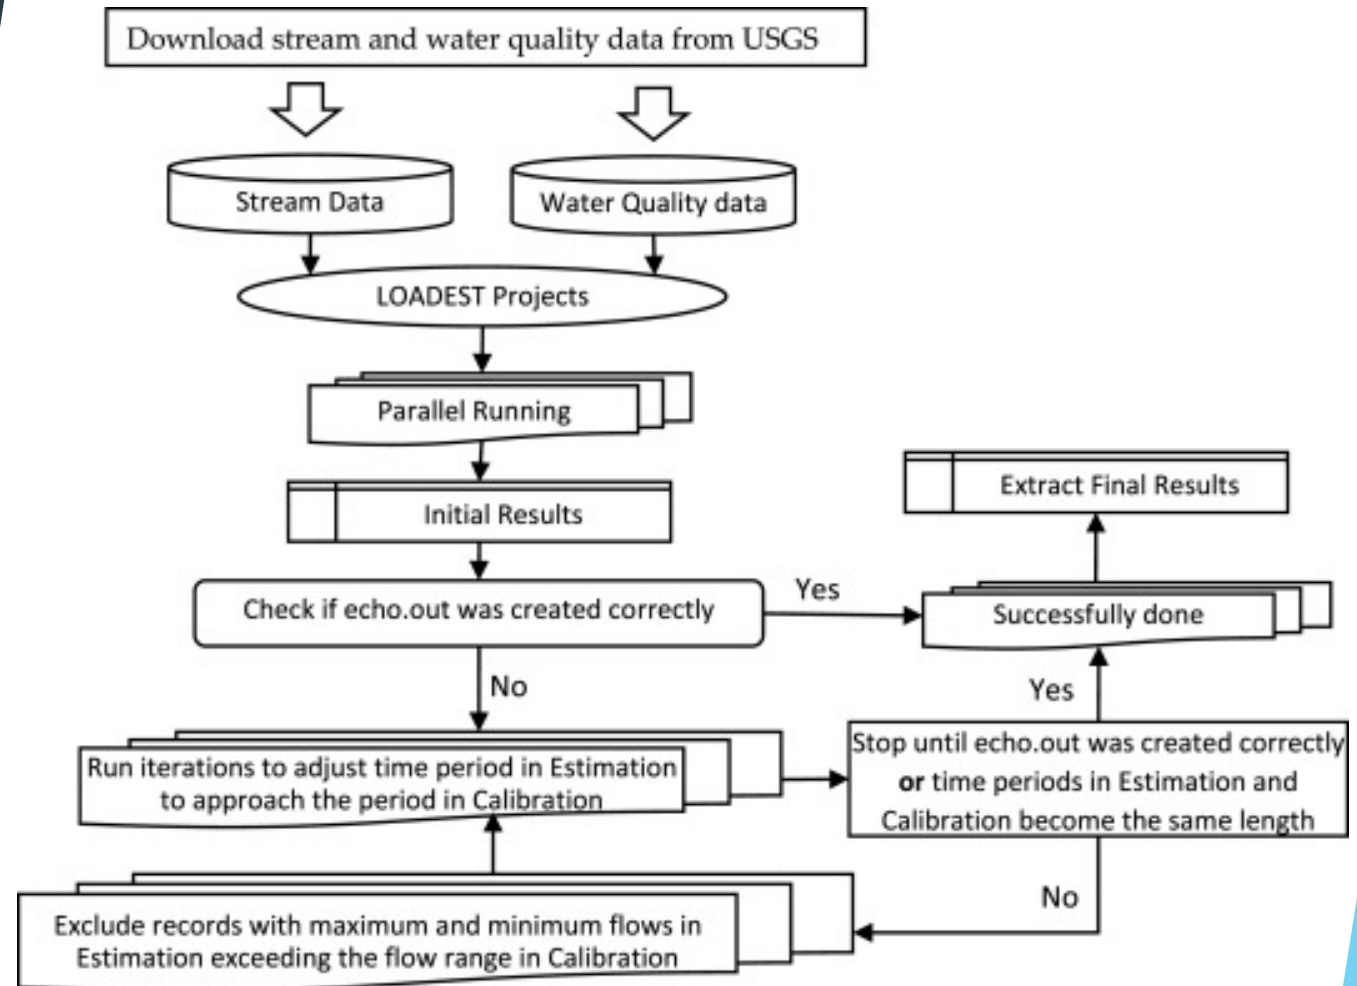 Download stream and water quality data from USGS
Stream Data
Water Quality data
LOADEST Projects
Parallel Running
Initial Results
Extract Final Results
Check if echo.out was created correctly
Yes
Successfully done
No
Yes
Run iterations to adjust time period in Estimation
to approach the period in Calibration
Stop until echo.out was created correctly
or time periods in Estimation and
Calibration become the same length
No
Exclude records with maximum and minimum flows in
Estimation exceeding the flow range in Calibration